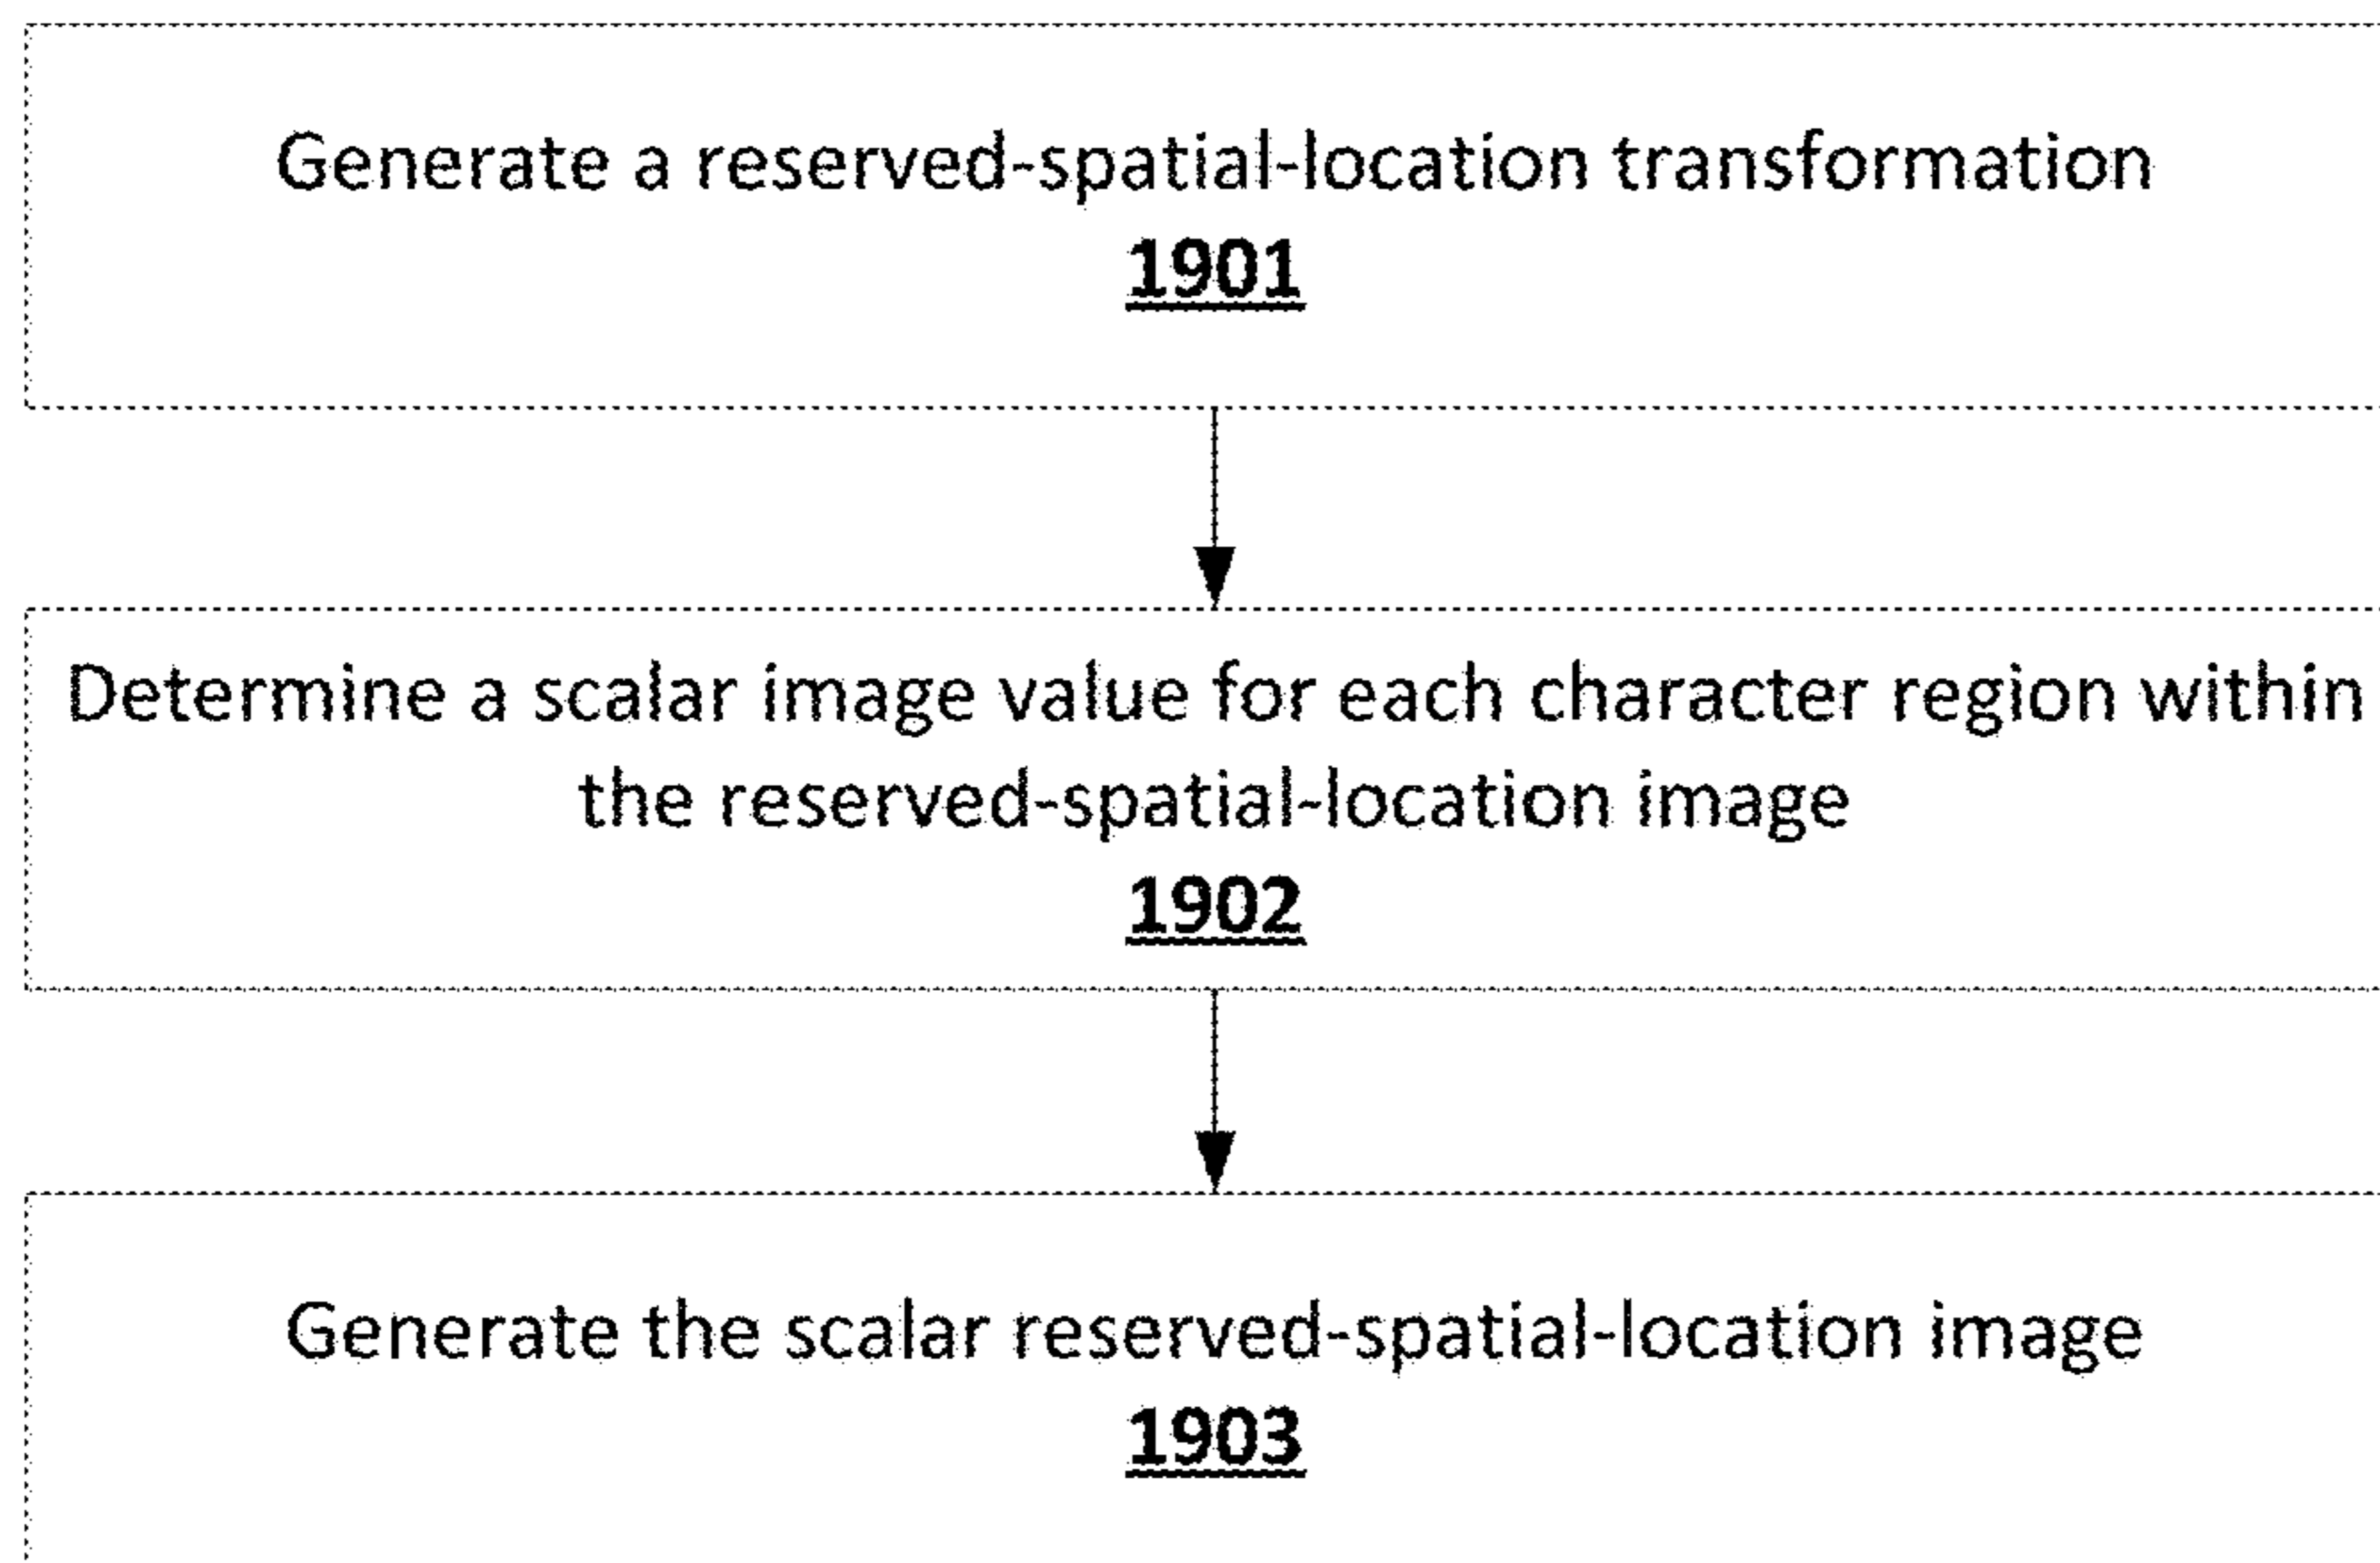 Generate a reserved-spatial-location transformation
1901
Determine a scalar image value for each character region within
the reserved-spatial-location image
1902
Generate the scalar reserved-spatial-location image
1903